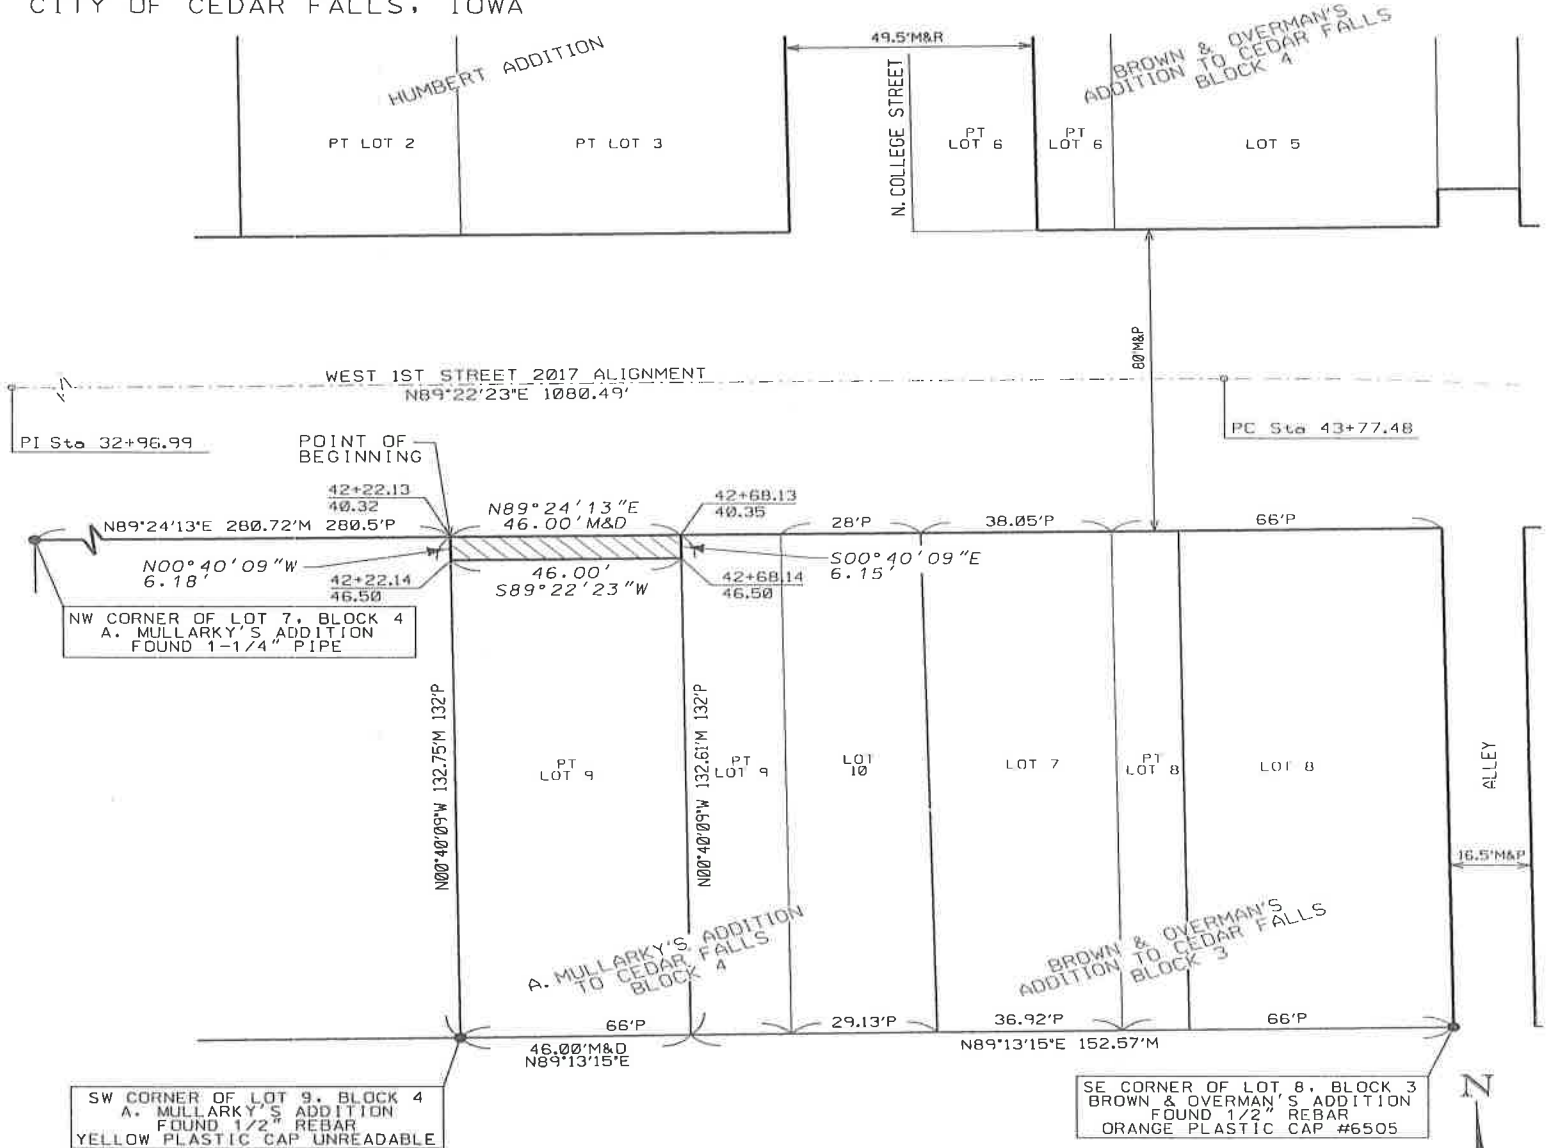 CITY OF CEDAR FALLS, IOWA
HUMBERT ADDITION
49.5'M&R
BROWN & OVERMAN'S
ADDITION TO CEDAR FALLS
BLOCK 4
N. COLLEGE STREET
PT LOT 2
PT LOT 3
PT
LOT 6
PT
LOT 6
LOT 5
80'M&P
WEST 1ST STREET 2017 ALIGNMENT
N89°22'23"E 1080.49'
PI Sta 32+96.99
PC Sta 43+77.48
POINT OF
BEGINNING
42+22.13
40.32
N89°24'13"E
46.00'M&D
42+68.13
40.35
N89°24'13"E 280.72'M 280.5'P
28'P
38.05'P
66'P
N00°40'09"W
6.18'
42+22.14
46.50
46.00'
S89°22'23"W
42+68.14
46.50
S00°40'09"E
6.15'
NW CORNER OF LOT 7, BLOCK 4
A. MULLARKY'S ADDITION
FOUND 1-1/4" PIPE
N00°40'09"W 132.75'M 132'P
N00°40'09"W 132.61'M 132'P
PT
LOT 9
PT
LOT 9
LOT
10
LOT 7
PT
LOT 8
LOT 8
ALLEY
16.5'M&P
A. MULLARKY'S ADDITION
TO CEDAR FALLS
BLOCK 4
BROWN & OVERMAN'S
ADDITION TO CEDAR FALLS
BLOCK 3
66'P
29.13'P
36.92'P
66'P
46.00'M&D
N89°13'15"E
N89°13'15"E 152.57'M
SW CORNER OF LOT 9, BLOCK 4
A. MULLARKY'S ADDITION
FOUND 1/2" REBAR
YELLOW PLASTIC CAP UNREADABLE
SE CORNER OF LOT 8, BLOCK 3
BROWN & OVERMAN'S ADDITION
FOUND 1/2" REBAR
ORANGE PLASTIC CAP #6505
N